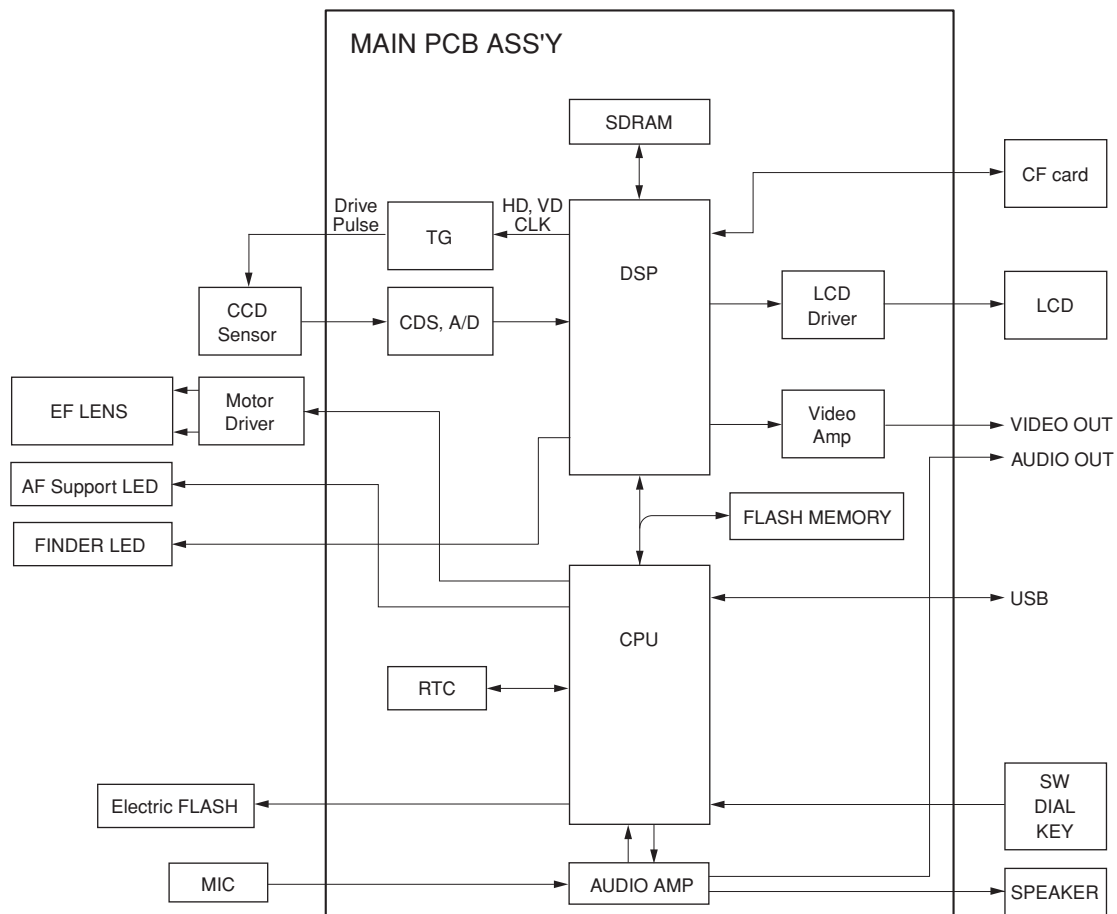 MAIN PCB ASS'Y
SDRAM
CF card
Drive
Pulse
TG
HD, VD
CLK
DSP
CCD
Sensor
CDS, A/D
LCD
Driver
LCD
EF LENS
Motor
Driver
Video
Amp
VIDEO OUT
AUDIO OUT
AF Support LED
FLASH MEMORY
FINDER LED
USB
CPU
RTC
Electric FLASH
SW
DIAL
KEY
MIC
AUDIO AMP
SPEAKER